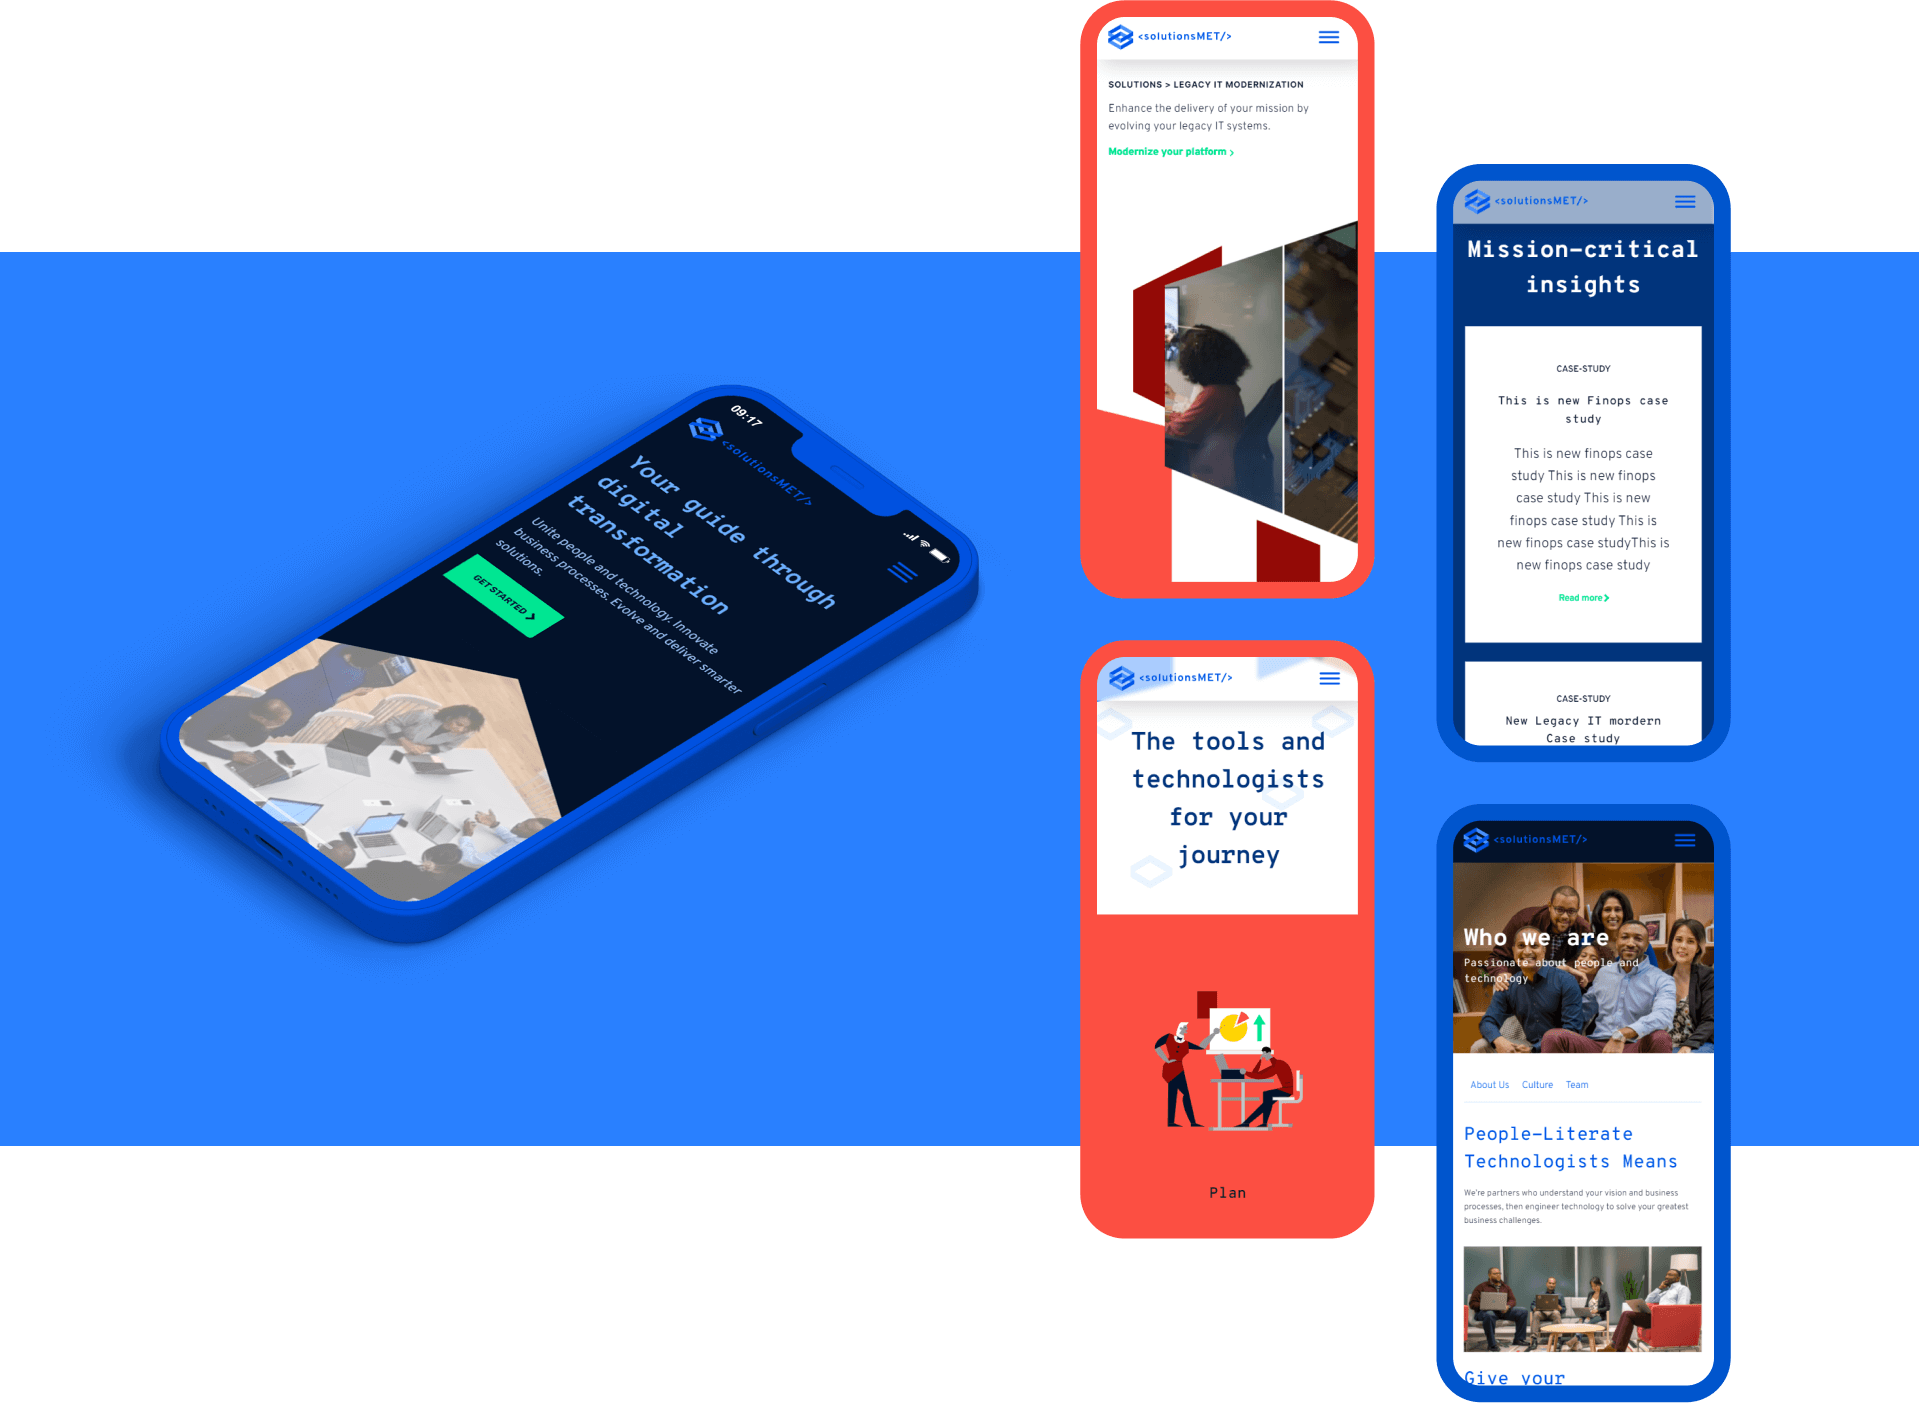 09:17
<solutionsMET/>
Your guide through
digital
transformation
Unite people and technology. Innovate
business processes. Evolve and deliver smarter
solutions.
GET STARTED
<solutionsMET/>
SOLUTIONS > LEGACY IT MODERNIZATION
Enhance the delivery of your mission by
evolving your legacy IT systems.
Modernize your platform >
<solutionsMET/>
The tools and
technologists
for your
journey
Plan
<solutionsMET/>
Mission-critical
insights
CASE-STUDY
This is new Finops case
study
This is new finops case
study This is new finops
case study This is new
finops case study This is
new finops case studyThis is
new finops case study
Read more
CASE-STUDY
New Legacy IT mordern
Case study
<solutionsMET/>
Who we are
Passionate about people and
technology
About Us Culture Team
People-Literate
Technologists Means
We're partners who understand your vision and business
processes, then engineer technology to solve your greatest
business challenges.
Give your